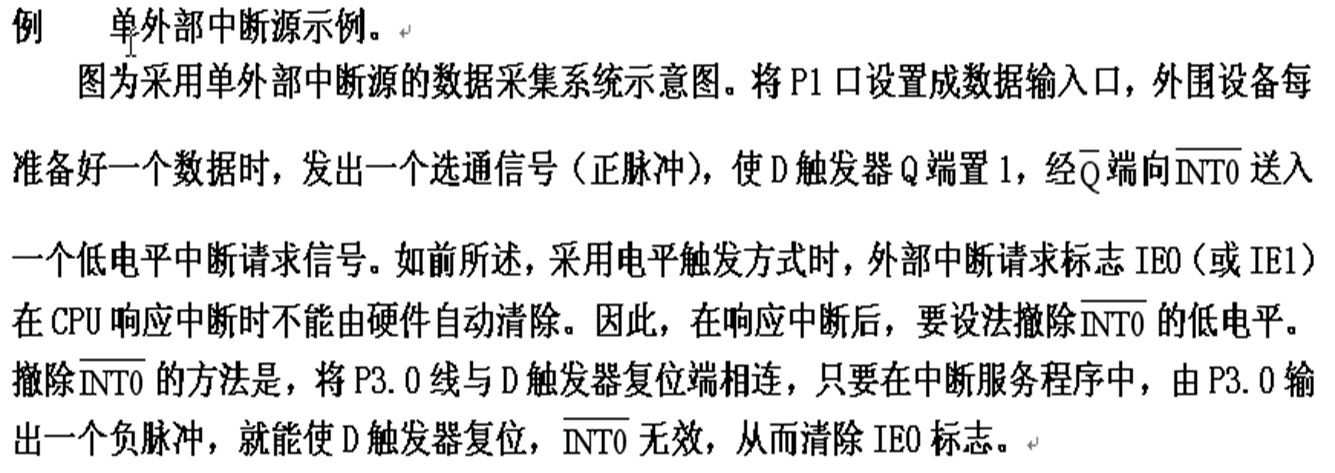 例 单外部中断源示例。
图为采用单外部中断源的数据采集系统示意图。将 P1 口设置成数据输入口，外围设备每
准备好一个数据时，发出一个选通信号（正脉冲），使 D 触发器 Q 端置 1，经Q̅端向I̅N̅T̅0̅ 送入
一个低电平中断请求信号。如前所述，采用电平触发方式时，外部中断请求标志 IE0（或 IE1）
在 CPU 响应中断时不能由硬件自动清除。因此，在响应中断后，要设法撤除I̅N̅T̅0̅ 的低电平。
撤除I̅N̅T̅0̅ 的方法是，将 P3.0 线与 D 触发器复位端相连，只要在中断服务程序中，由 P3.0 输
出一个负脉冲，就能使 D 触发器复位，I̅N̅T̅0̅ 无效，从而清除 IE0 标志。